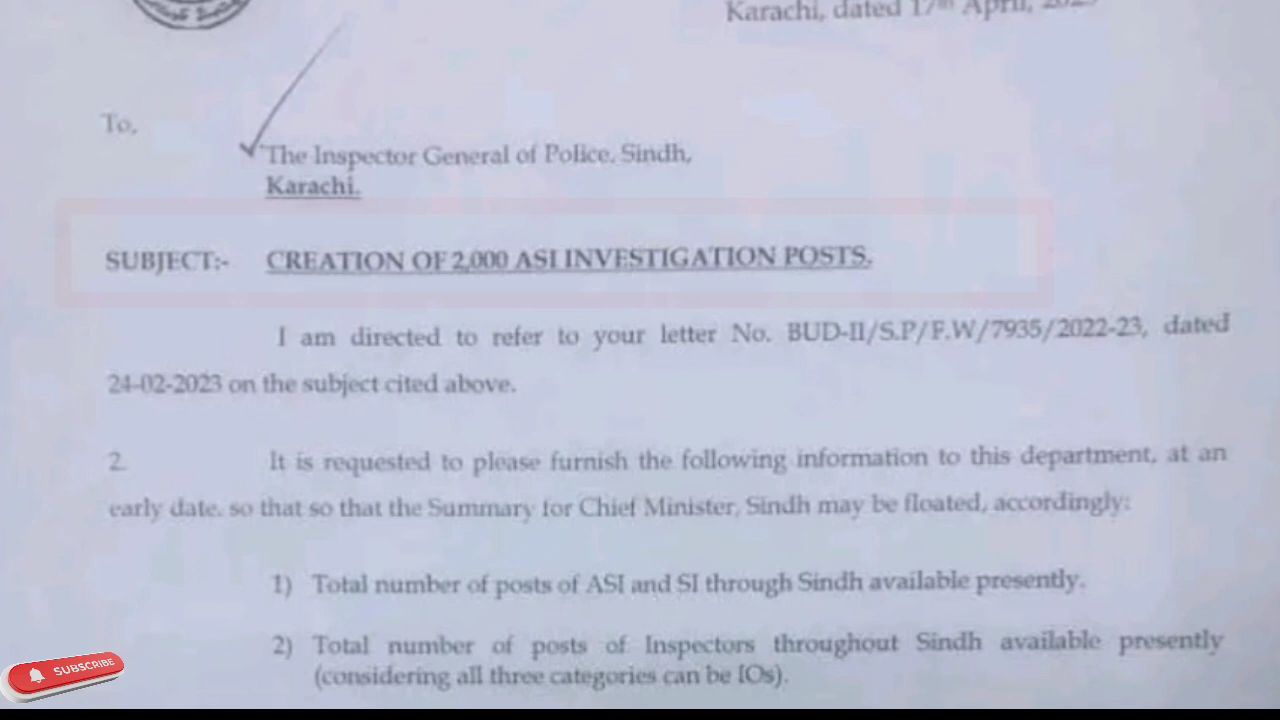 Karachi, dated 17th April,
To,
The Inspector General of Police, Sindh,
Karachi.
SUBJECT:- CREATION OF 2,000 ASI INVESTIGATION POSTS.
I am directed to refer to your letter No. BUD-II/S.P/F.W/7935/2022-23, dated
24-02-2023 on the subject cited above.
2. It is requested to please furnish the following information to this department, at an
early date, so that so that the Summary for Chief Minister, Sindh may be floated, accordingly:
1) Total number of posts of ASI and SI through Sindh available presently.
2) Total number of posts of Inspectors throughout Sindh available presently
(considering all three categories can be IOs).
SUBSCRIBE